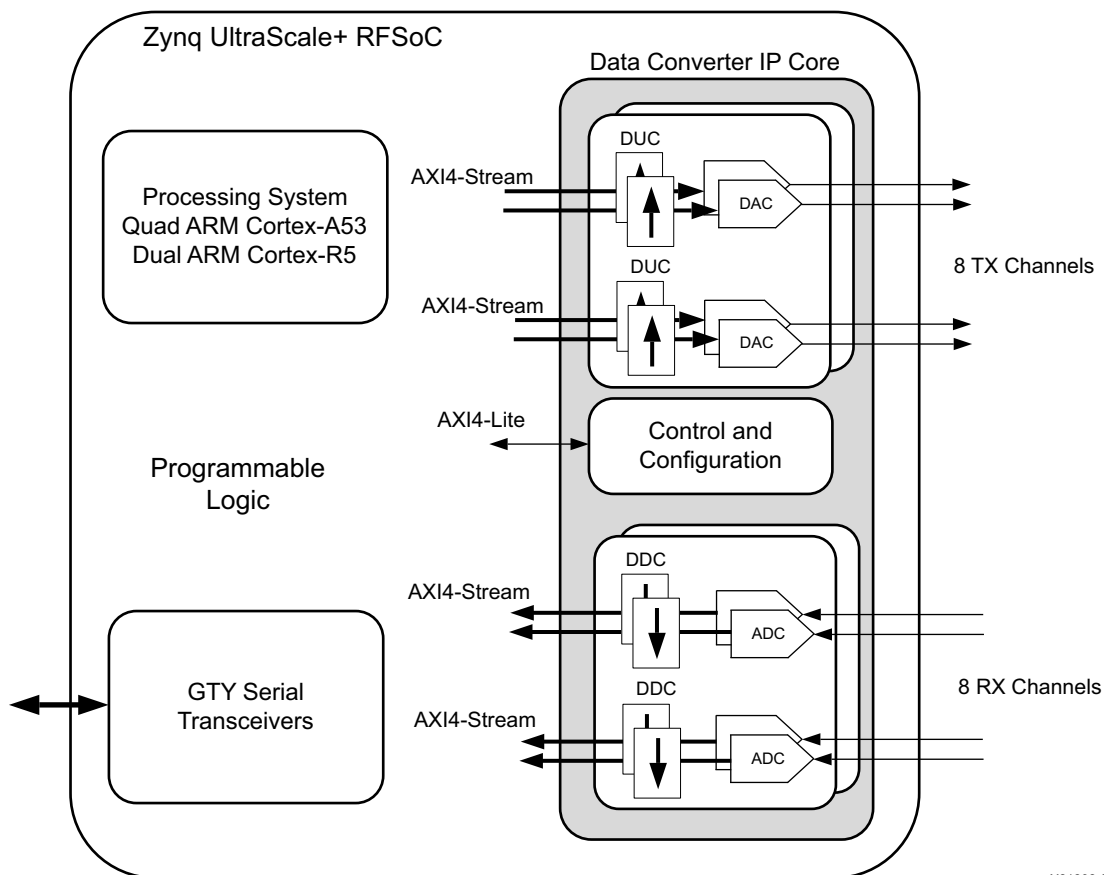 Zynq UltraScale+ RFSoC
Data Converter IP Core
Processing System
Quad ARM Cortex-A53
Dual ARM Cortex-R5
DUC
AXI4-Stream
DAC
DUC
AXI4-Stream
DAC
8 TX Channels
AXI4-Lite
Control and
Configuration
Programmable
Logic
DDC
AXI4-Stream
ADC
DDC
AXI4-Stream
ADC
8 RX Channels
GTY Serial
Transceivers